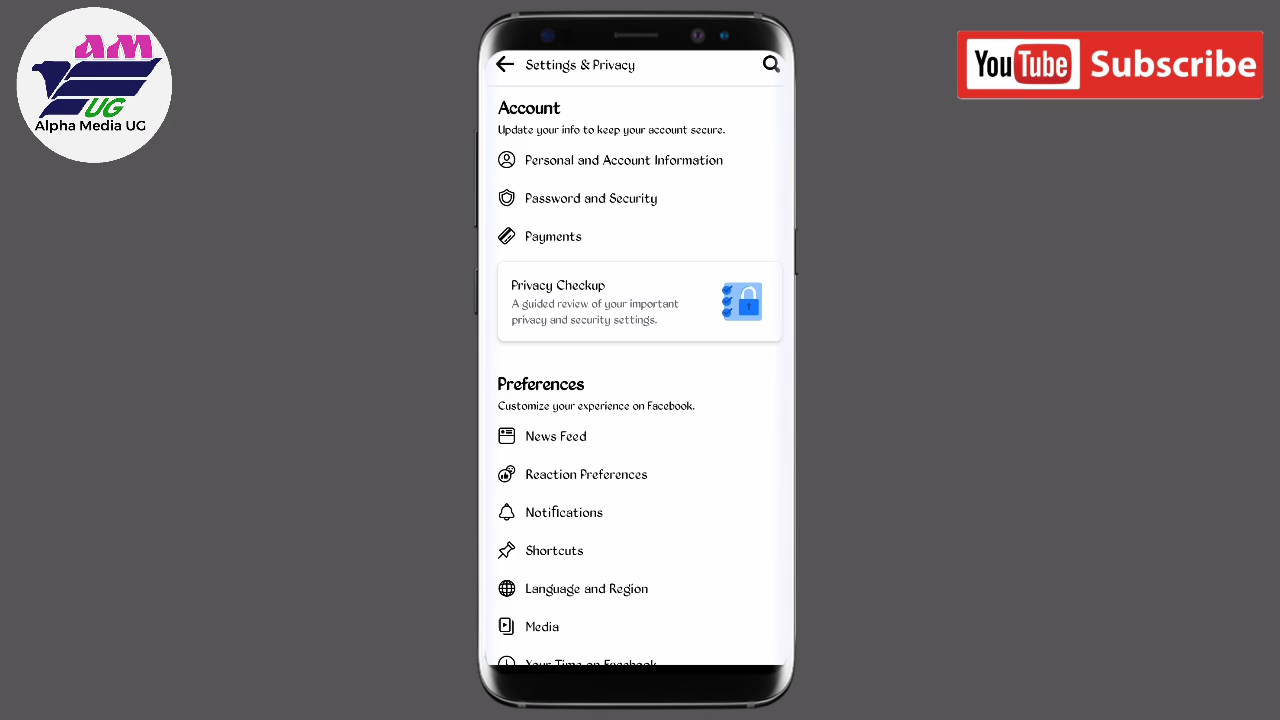 AM
UG
Alpha Media UG
YouTube Subscribe
Settings & Privacy
Account
Update your info to keep your account secure.
Personal and Account Information
Password and Security
Payments
Privacy Checkup
A guided review of your important
privacy and security settings.
Preferences
Customize your experience on Facebook.
News Feed
Reaction Preferences
Notifications
Shortcuts
Language and Region
Media
Your Time on Facebook